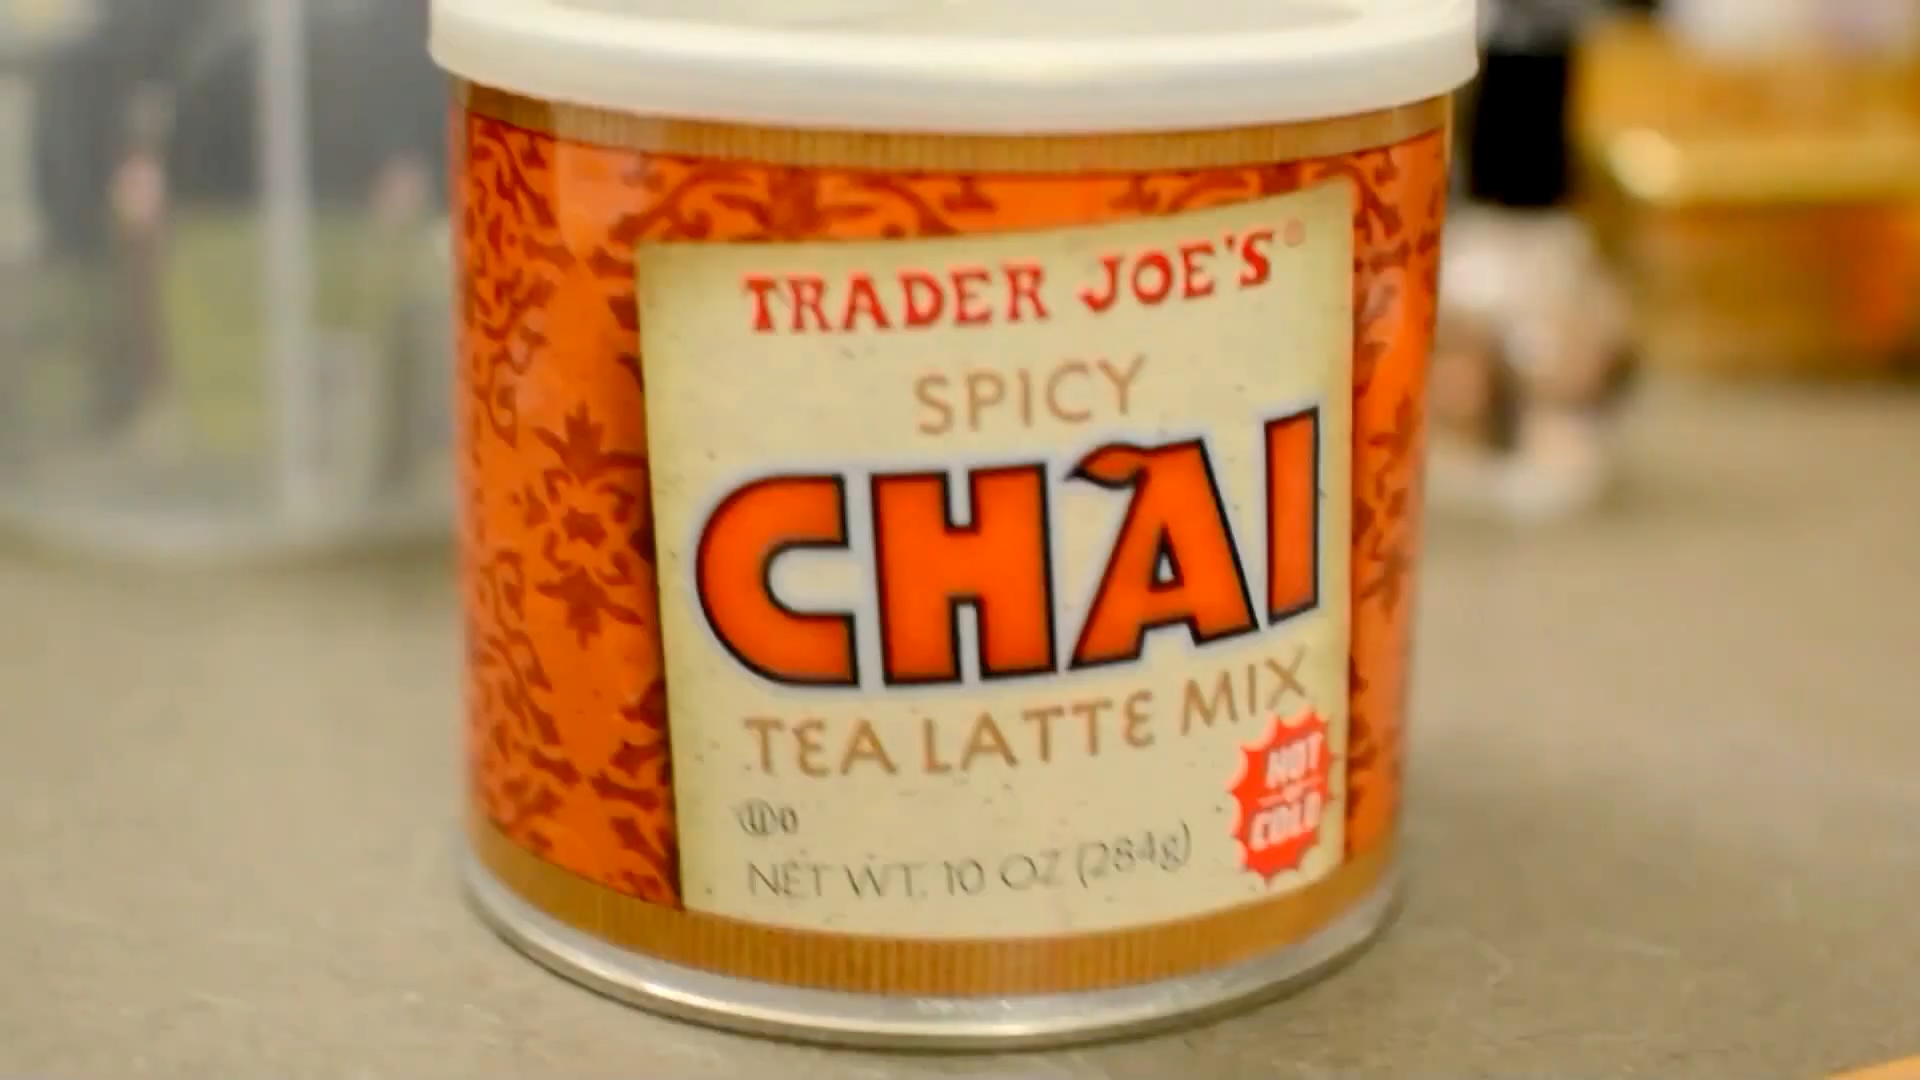 TRADER JOE'S®
SPICY
CHAI
TEA LATTE MIX
HOT
OR
COLD
Ⓤ D
NET WT. 10 OZ (284g)